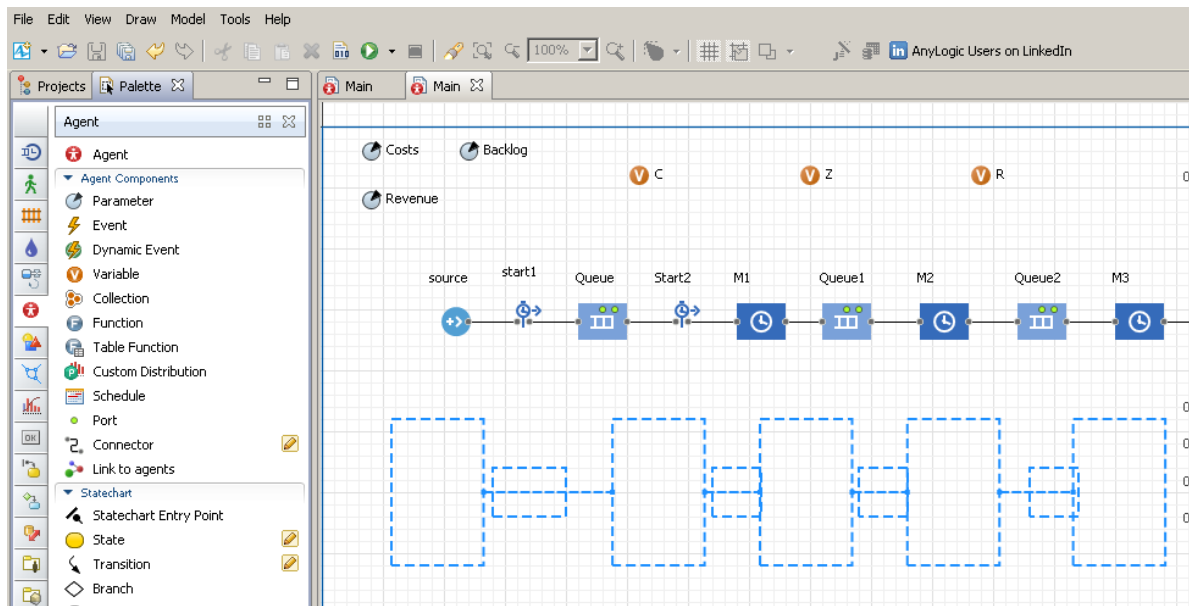 File Edit View Draw Model Tools Help
100% AnyLogic Users on LinkedIn
Projects Palette Main Main
Agent
Agent
Agent Components
Parameter
Event
Dynamic Event
Variable
Collection
Function
Table Function
Custom Distribution
Schedule
Port
Connector
Link to agents
Statechart
Statechart Entry Point
State
Transition
Branch
Costs Backlog
C Z R
Revenue
source start1 Queue Start2 M1 Queue1 M2 Queue2 M3